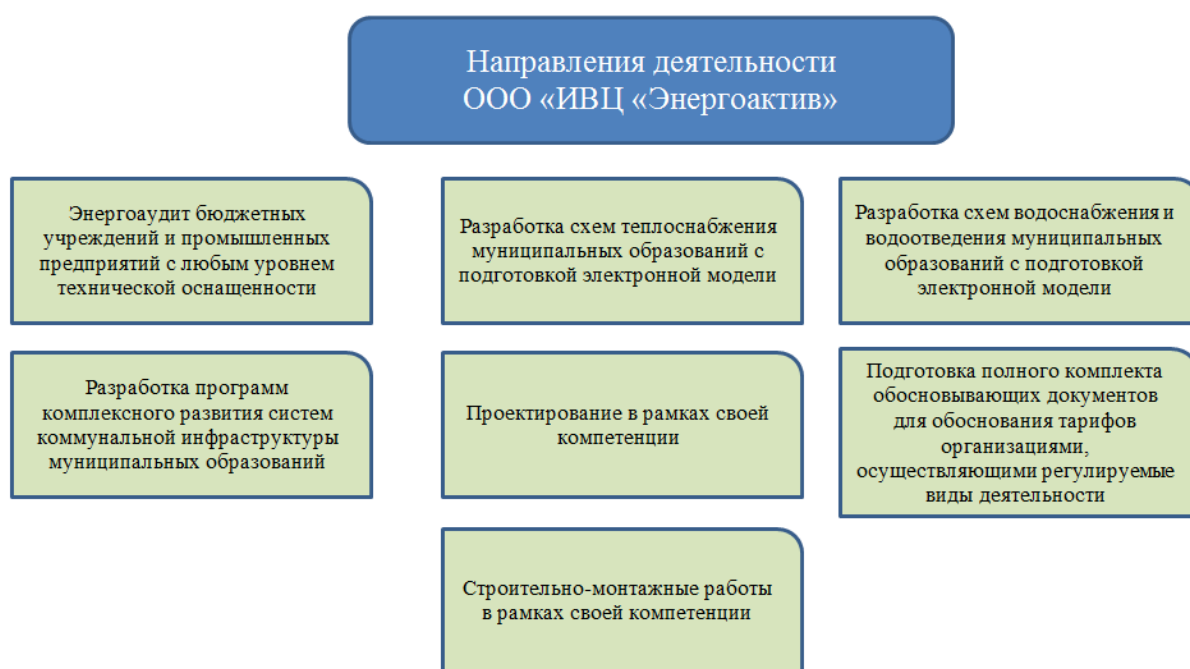 Направления деятельности
ООО «ИВЦ «Энергоактив»
Энергоаудит бюджетных
учреждений и промышленных
предприятий с любым уровнем
технической оснащенности
Разработка схем теплоснабжения
муниципальных образований с
подготовкой электронной модели
Разработка схем водоснабжения и
водоотведения муниципальных
образований с подготовкой
электронной модели
Разработка программ
комплексного развития систем
коммунальной инфраструктуры
муниципальных образований
Проектирование в рамках своей
компетенции
Подготовка полного комплекта
обосновывающих документов
для обоснования тарифов
организациями,
осуществляющими регулируемые
виды деятельности
Строительно-монтажные работы
в рамках своей компетенции